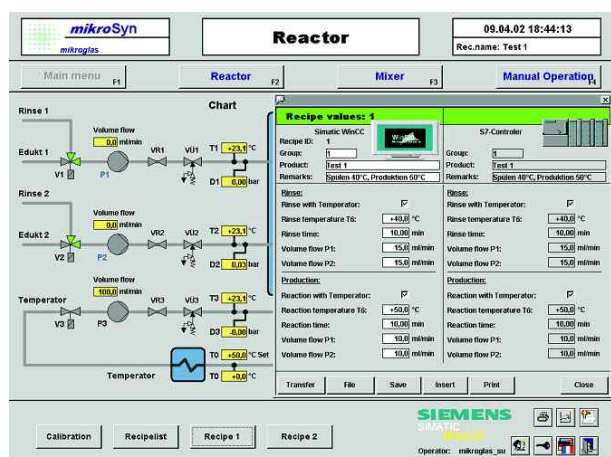 mikroSyn
mikroglas
Reactor
09.04.02 18:44:13
Rec.name: Test 1
Main menu F1
Reactor F2
Mixer F3
Manual Operation F4
Chart
Rinse 1
Volume flow
0,0 ml/min
Edukt 1
VR1
VÜ1
T1 +23,1 °C
V1
P1
D1 0,00 bar
Rinse 2
Volume flow
0,0 ml/min
Edukt 2
VR2
VÜ2
T2 +23,1 °C
V2
P2
D2 0,03 bar
Volume flow
100,0 ml/min
Temperator
VR3
VÜ3
T3 +23,1 °C
V3
P3
D3 -0,00 bar
T0 +50,0 °C Set
Temperator
T0 +0,0 °C
Recipe values: 1
Simatic WinCC
S7-Controler
Recipe ID: 1
Group: 1
Group: 1
Product: Test 1
Product: Test 1
Remarks: Spülen 40°C, Produktion 50°C
Remarks: Spülen 40°C, Produktion 50°C
Rinse:
Rinse:
Rinse with Temperator:
Rinse with Temperator:
Rinse temperature T6: +40,0 °C
Rinse temperature T6: +40,0 °C
Rinse time: 10,00 min
Rinse time: 10,00 min
Volume flow P1: 15,0 ml/min
Volume flow P1: 15,0 ml/min
Volume flow P2: 15,0 ml/min
Volume flow P2: 15,0 ml/min
Production:
Production:
Reaction with Temperator:
Reaction with Temperator:
Reaction temperature T6: +50,0 °C
Reaction temperature T6: +50,0 °C
Reaction time: 10,00 min
Reaction time: 10,00 min
Volume flow P1: 10,0 ml/min
Volume flow P1: 10,0 ml/min
Volume flow P2: 10,0 ml/min
Volume flow P2: 10,0 ml/min
Transfer
File
Save
Insert
Print
Close
Calibration
Recipelist
Recipe 1
Recipe 2
SIEMENS
SIMATIC
WinCC
Operator: mikroglas_su